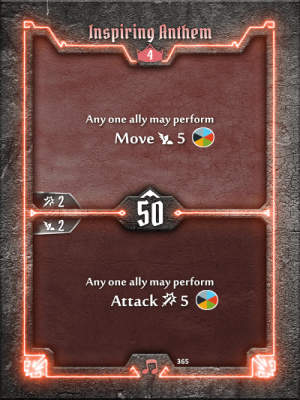 Inspiring Anthem
4
Any one ally may perform
Move 5
2
50
2
Any one ally may perform
Attack 5
365